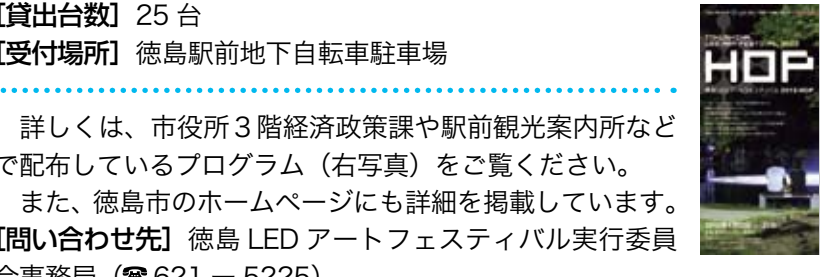 ［貸出台数］25 台
［受付場所］徳島駅前地下自転車駐車場
詳しくは、市役所３階経済政策課や駅前観光案内所など
で配布しているプログラム（右写真）をご覧ください。
また、徳島市のホームページにも詳細を掲載しています。
［問い合わせ先］徳島 LED アートフェスティバル実行委員
会事務局（☎ 621 ー 5225）
HOP